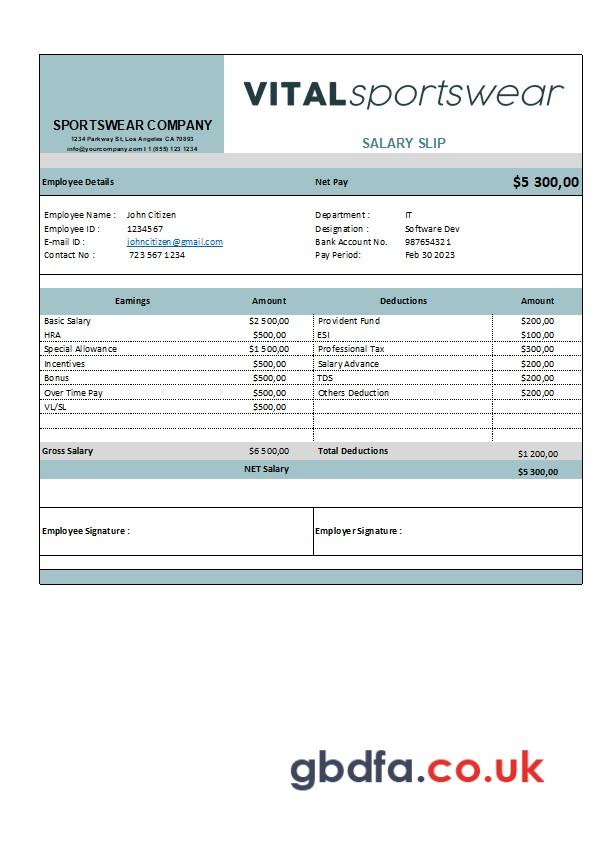 VITALsportswear
SPORTSWEAR COMPANY
1234 Parkway St, Los Angeles CA 70893
info@yourcompany.com I 1 (855) 123 1234
SALARY SLIP
Employee Details Net Pay $5 300,00
Employee Name : John Citizen Department : IT
Employee ID : 1234567 Designation : Software Dev
E-mail ID : johncitizen@gmail.com Bank Account No. 987654321
Contact No : 723 567 1234 Pay Period: Feb 30 2023
Earnings Amount Deductions Amount
Basic Salary $2 500,00 Provident Fund $200,00
HRA $500,00 ESI $100,00
Special Allowance $1 500,00 Professional Tax $300,00
Incentives $500,00 Salary Advance $200,00
Bonus $500,00 TDS $200,00
Over Time Pay $500,00 Others Deduction $200,00
VL/SL $500,00
Gross Salary $6 500,00 Total Deductions $1 200,00
NET Salary $5 300,00
Employee Signature : Employer Signature :
gbdfa.co.uk